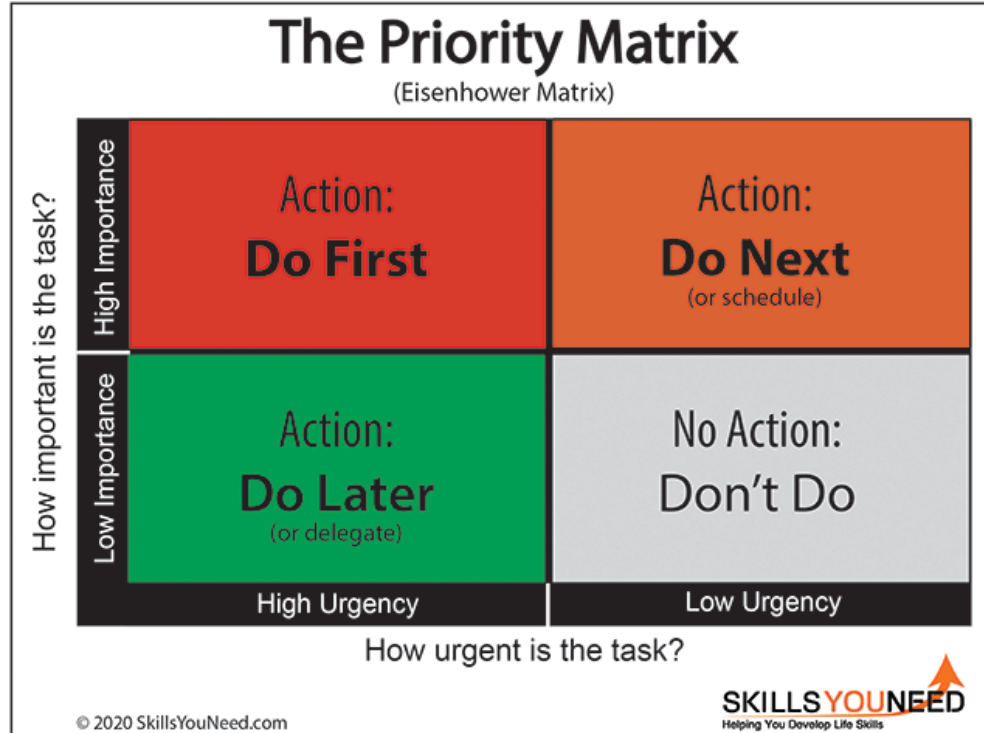 The Priority Matrix
(Eisenhower Matrix)
How important is the task?
High Importance
Action:
Do First
Action:
Do Next
(or schedule)
Low Importance
Action:
Do Later
(or delegate)
No Action:
Don't Do
High Urgency
Low Urgency
How urgent is the task?
© 2020 SkillsYouNeed.com
SKILLSYOUNEED
Helping You Develop Life Skills